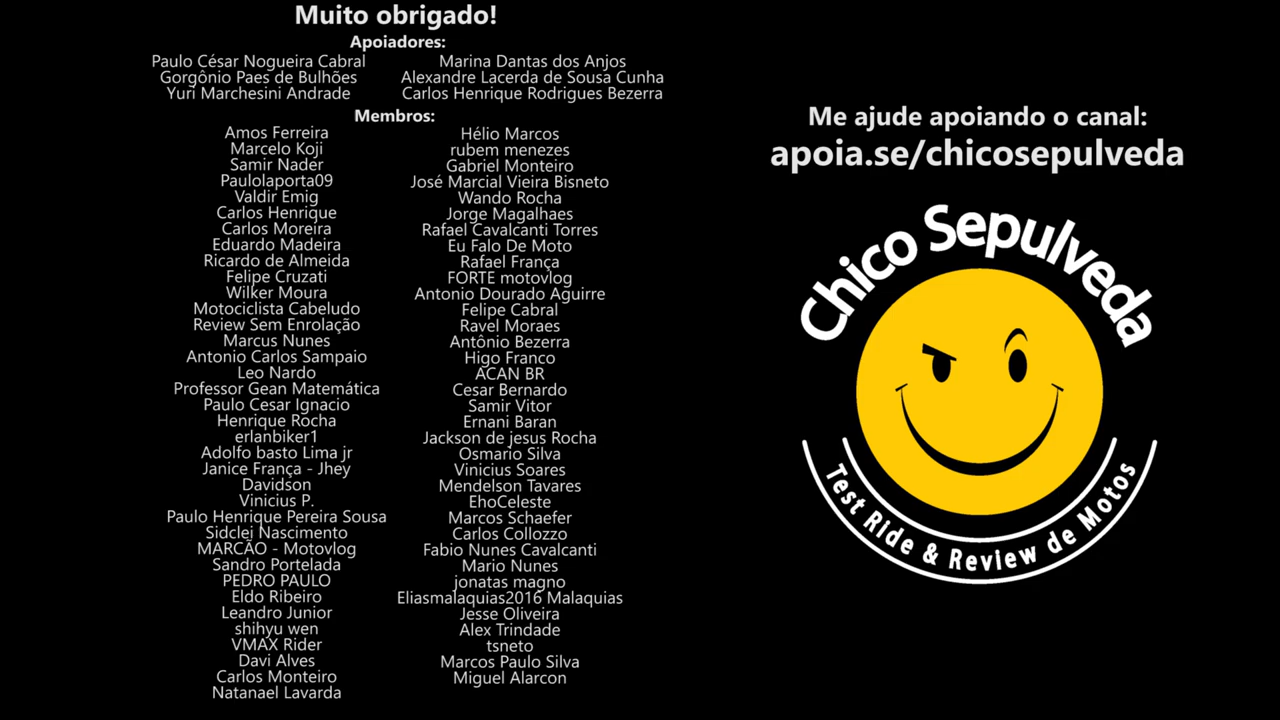 Muito obrigado!
Apoiadores:
Paulo César Nogueira Cabral
Gorgônio Paes de Bulhões
Yuri Marchesini Andrade
Marina Dantas dos Anjos
Alexandre Lacerda de Sousa Cunha
Carlos Henrique Rodrigues Bezerra
Membros:
Amos Ferreira
Marcelo Koji
Samir Nader
Paulolaporta09
Valdir Emig
Carlos Henrique
Carlos Moreira
Eduardo Madeira
Ricardo de Almeida
Felipe Cruzati
Wilker Moura
Motociclista Cabeludo
Review Sem Enrolação
Marcus Nunes
Antonio Carlos Sampaio
Leo Nardo
Professor Gean Matemática
Paulo Cesar Ignacio
Henrique Rocha
erlanbiker1
Adolfo basto Lima jr
Janice França - Jhey
Davidson
Vinicius P.
Paulo Henrique Pereira Sousa
Sidclei Nascimento
MARCÃO - Motovlog
Sandro Portelada
PEDRO PAULO
Eldo Ribeiro
Leandro Junior
shihyu wen
VMAX Rider
Davi Alves
Carlos Monteiro
Natanael Lavarda
Hélio Marcos
rubem menezes
Gabriel Monteiro
José Marcial Vieira Bisneto
Wando Rocha
Jorge Magalhaes
Rafael Cavalcanti Torres
Eu Falo De Moto
Rafael França
FORTE motovlog
Antonio Dourado Aguirre
Felipe Cabral
Ravel Moraes
Antônio Bezerra
Higo Franco
ACAN BR
Cesar Bernardo
Samir Vitor
Ernani Baran
Jackson de jesus Rocha
Osmario Silva
Vinicius Soares
Mendelson Tavares
EhoCeleste
Marcos Schaefer
Carlos Collozzo
Fabio Nunes Cavalcanti
Mario Nunes
jonatas magno
Eliasmalaquias2016 Malaquias
Jesse Oliveira
Alex Trindade
tsneto
Marcos Paulo Silva
Miguel Alarcon
Me ajude apoiando o canal:
apoia.se/chicosepulveda
Chico Sepulveda
Test Ride & Review de Motos